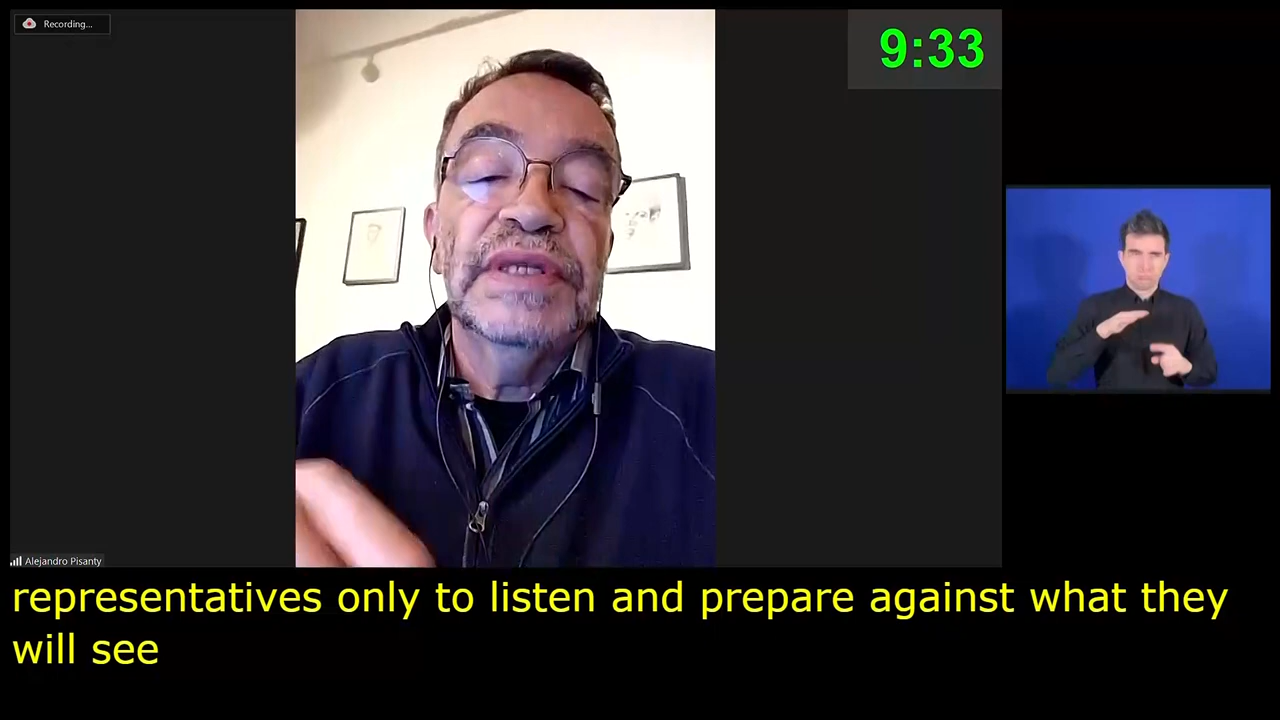 Recording...
9:33
Alejandro Pisanty
representatives only to listen and prepare against what they
will see